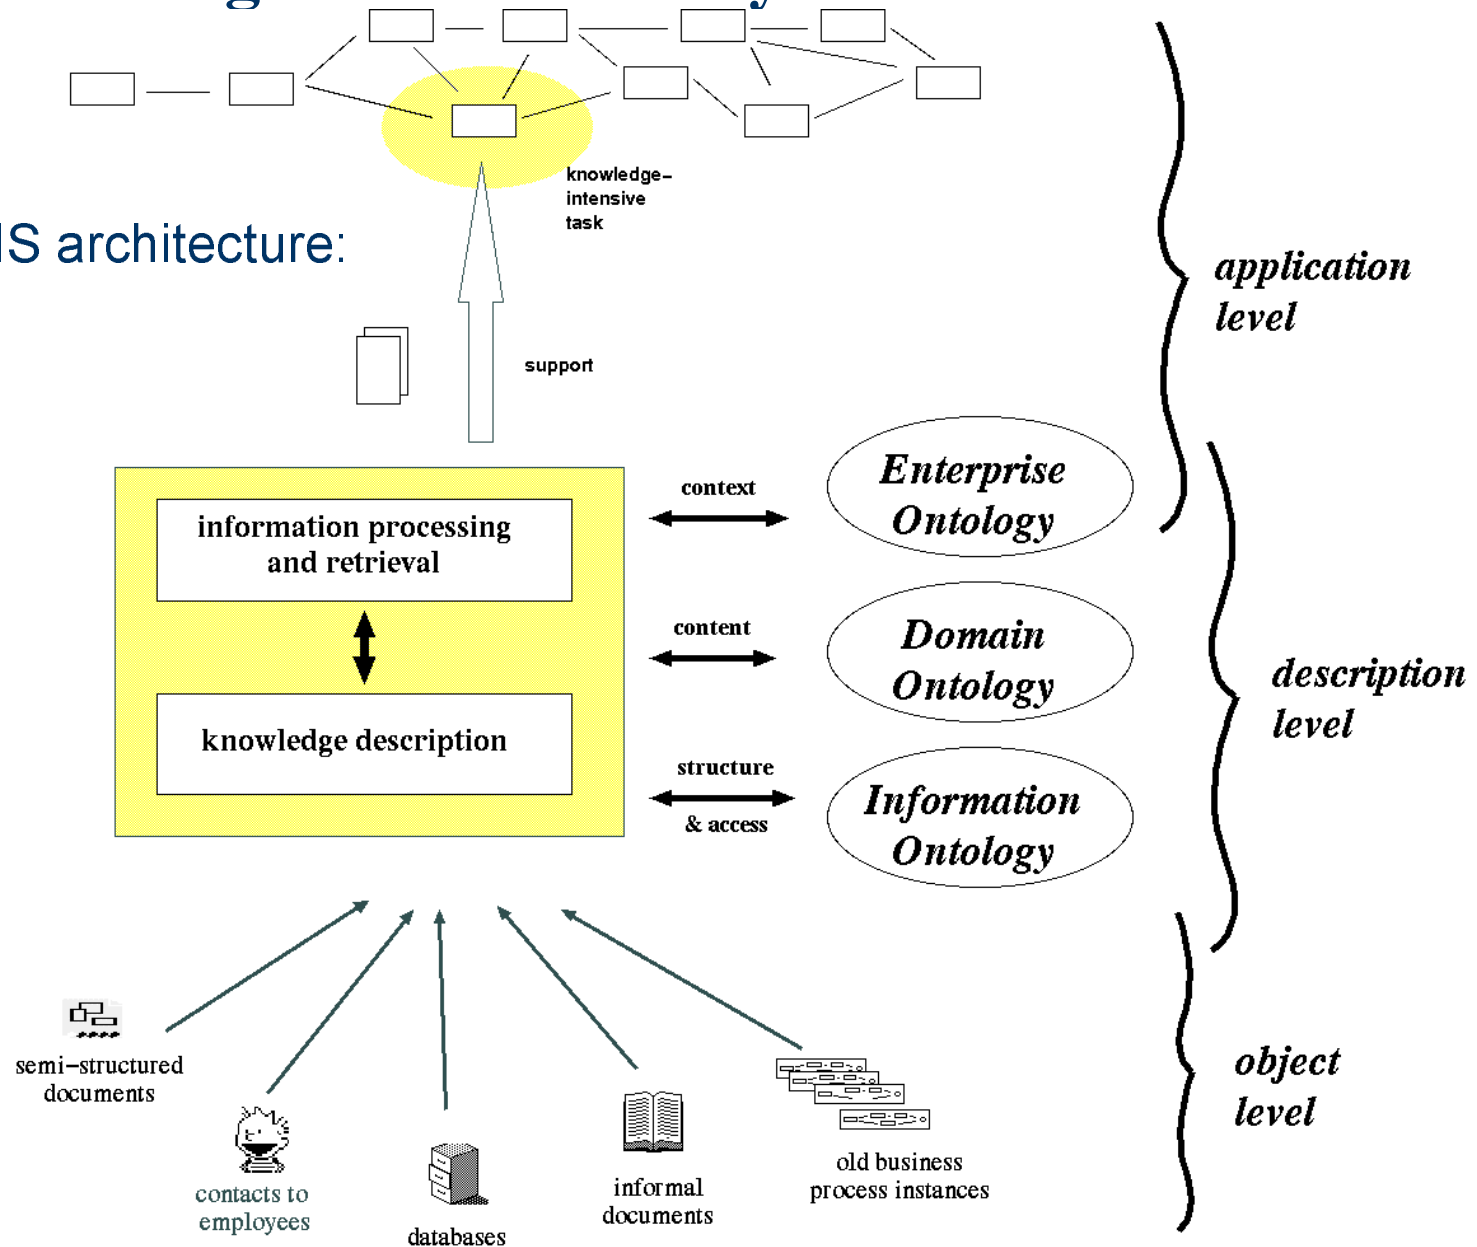 knowledge–
intensive
task
IS architecture:
application
level
support
Enterprise
Ontology
context
information processing
and retrieval
content
Domain
Ontology
description
level
knowledge description
structure
& access
Information
Ontology
semi–structured
documents
contacts to
employees
databases
informal
documents
old business
process instances
object
level